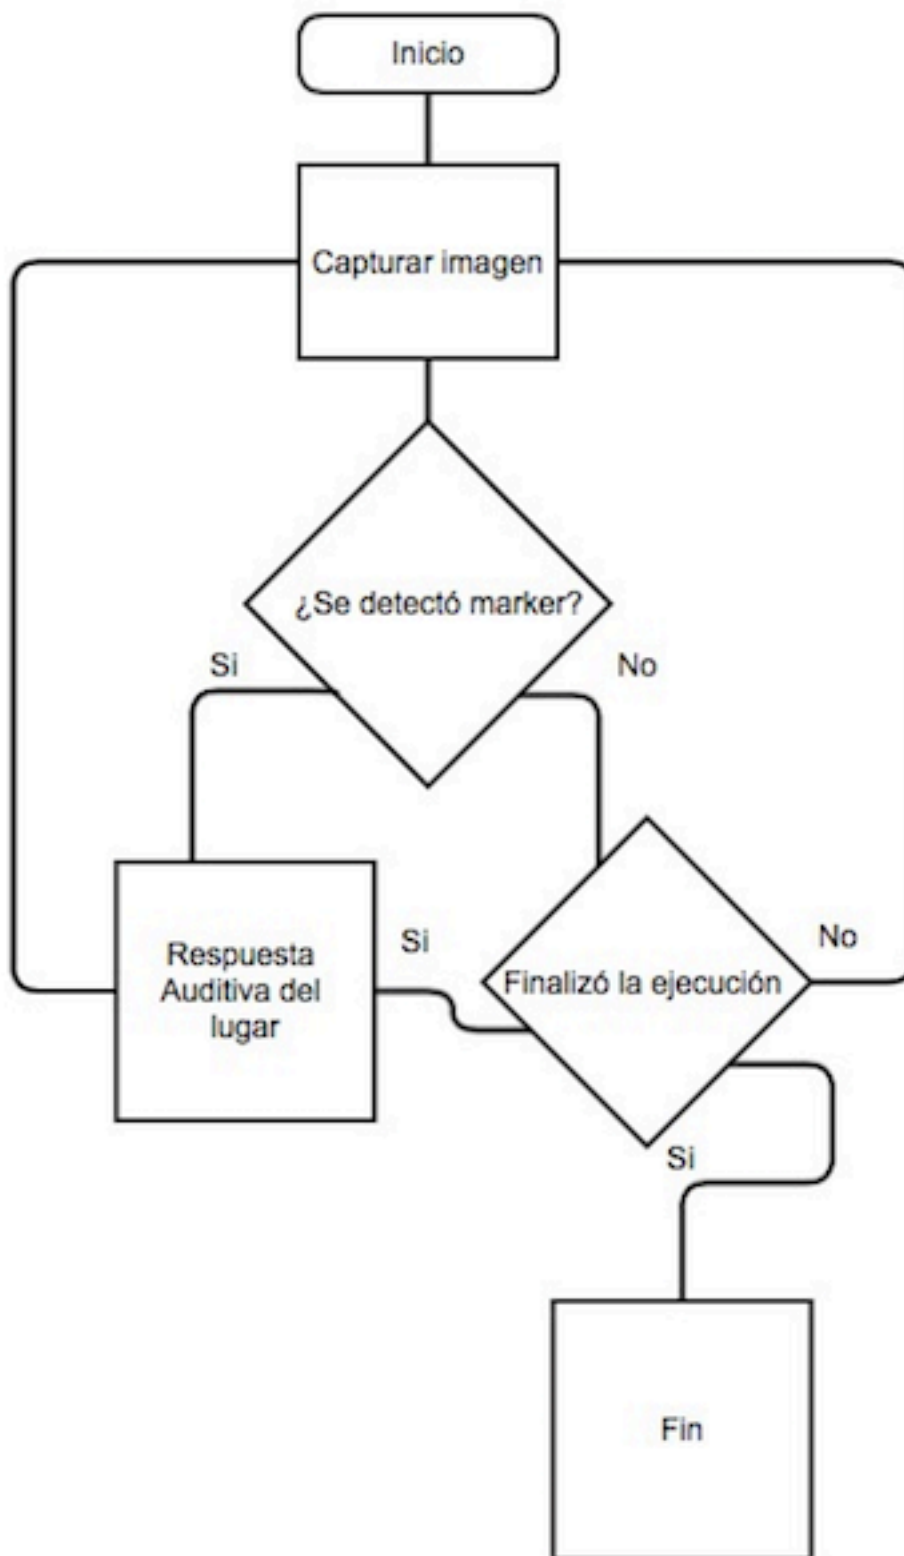 Inicio
Capturar imagen
¿Se detectó marker?
Si
No
Respuesta
Auditiva del
lugar
Si
Finalizó la ejecución
No
Si
Fin